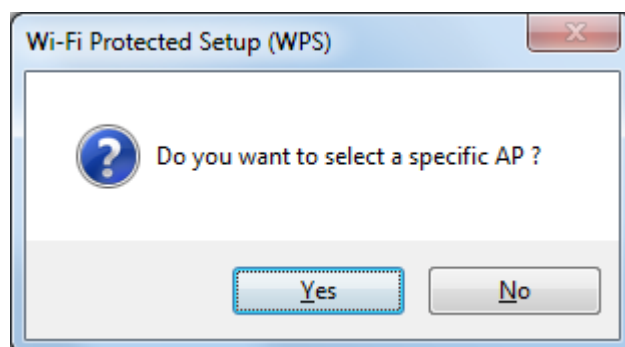 Wi-Fi Protected Setup (WPS)
Do you want to select a specific AP ?
Yes
No